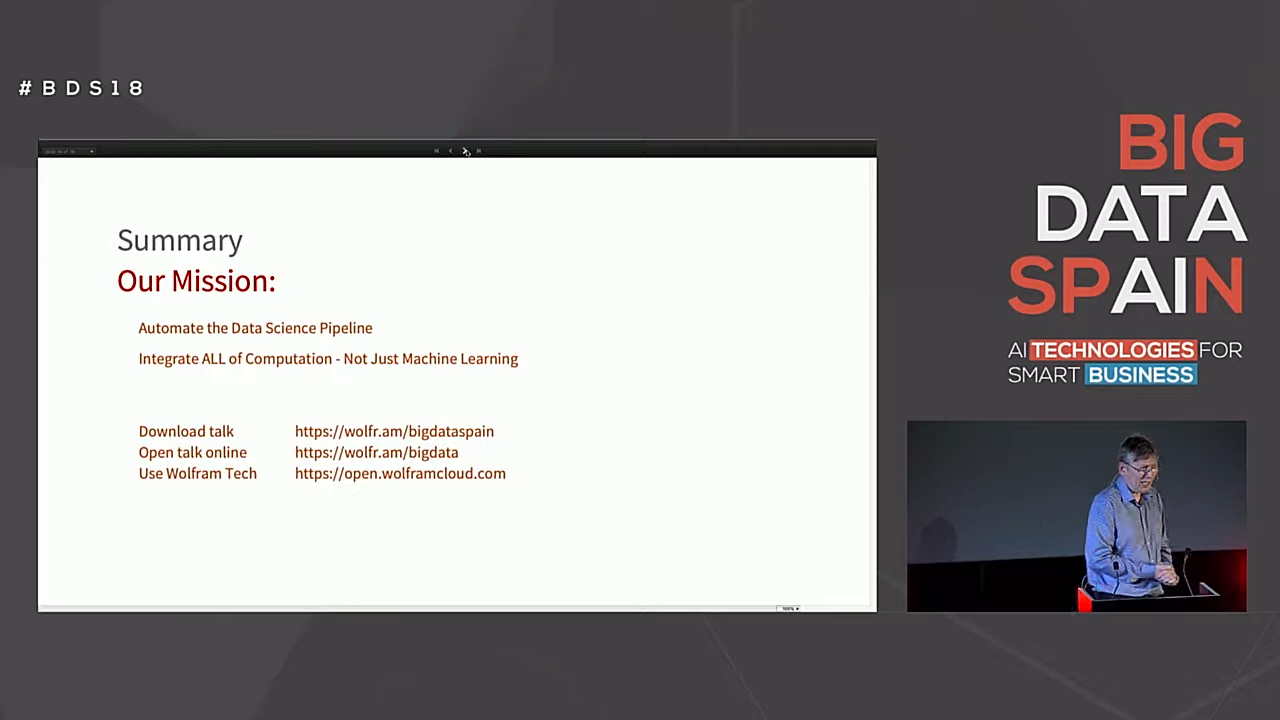 #BDS18
Summary
Our Mission:
Automate the Data Science Pipeline
Integrate ALL of Computation - Not Just Machine Learning
Download talk https://wolfr.am/bigdataspain
Open talk online https://wolfr.am/bigdata
Use Wolfram Tech https://open.wolframcloud.com
100%
BIG
DATA
SPAIN
AI TECHNOLOGIES FOR
SMART BUSINESS